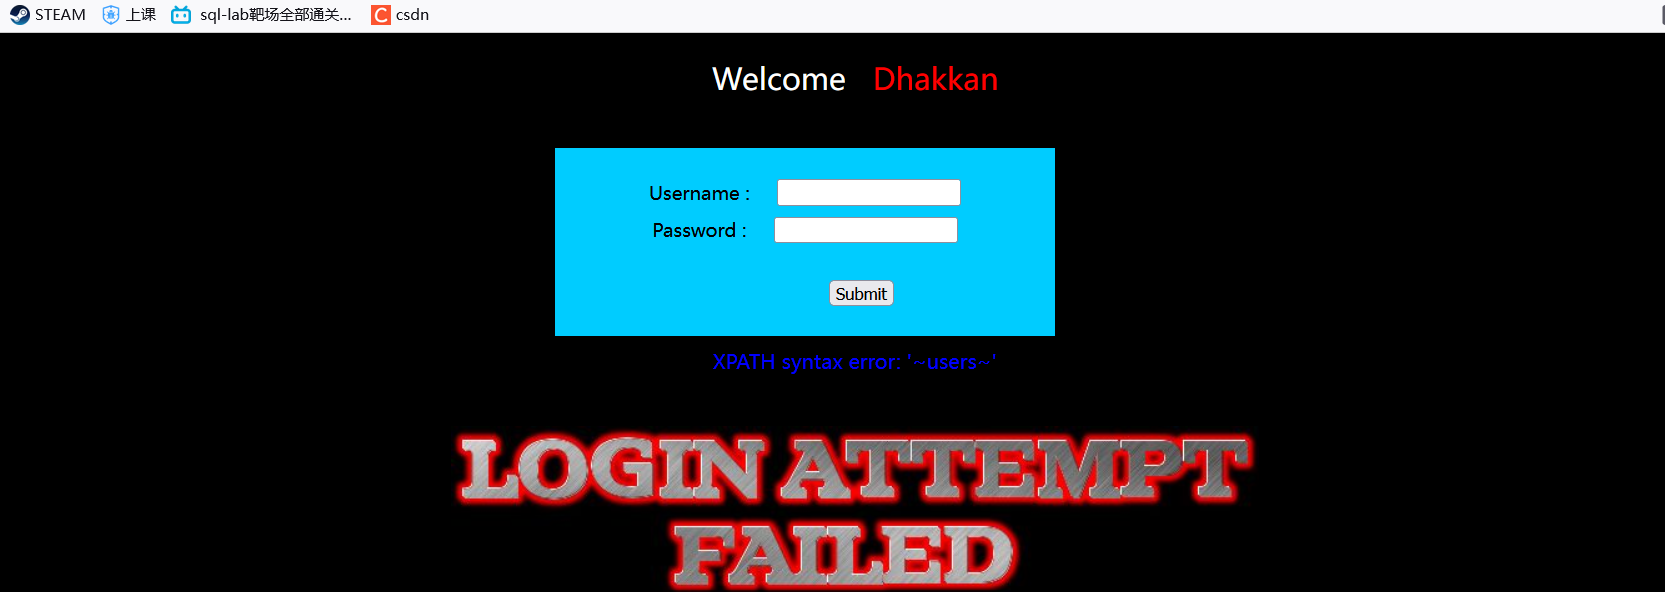 STEAM 上课 sql-lab靶场全部通关... C csdn
Welcome Dhakkan
Username :
Password :
Submit
XPATH syntax error: '~users~'
LOGIN ATTEMPT
FAILED